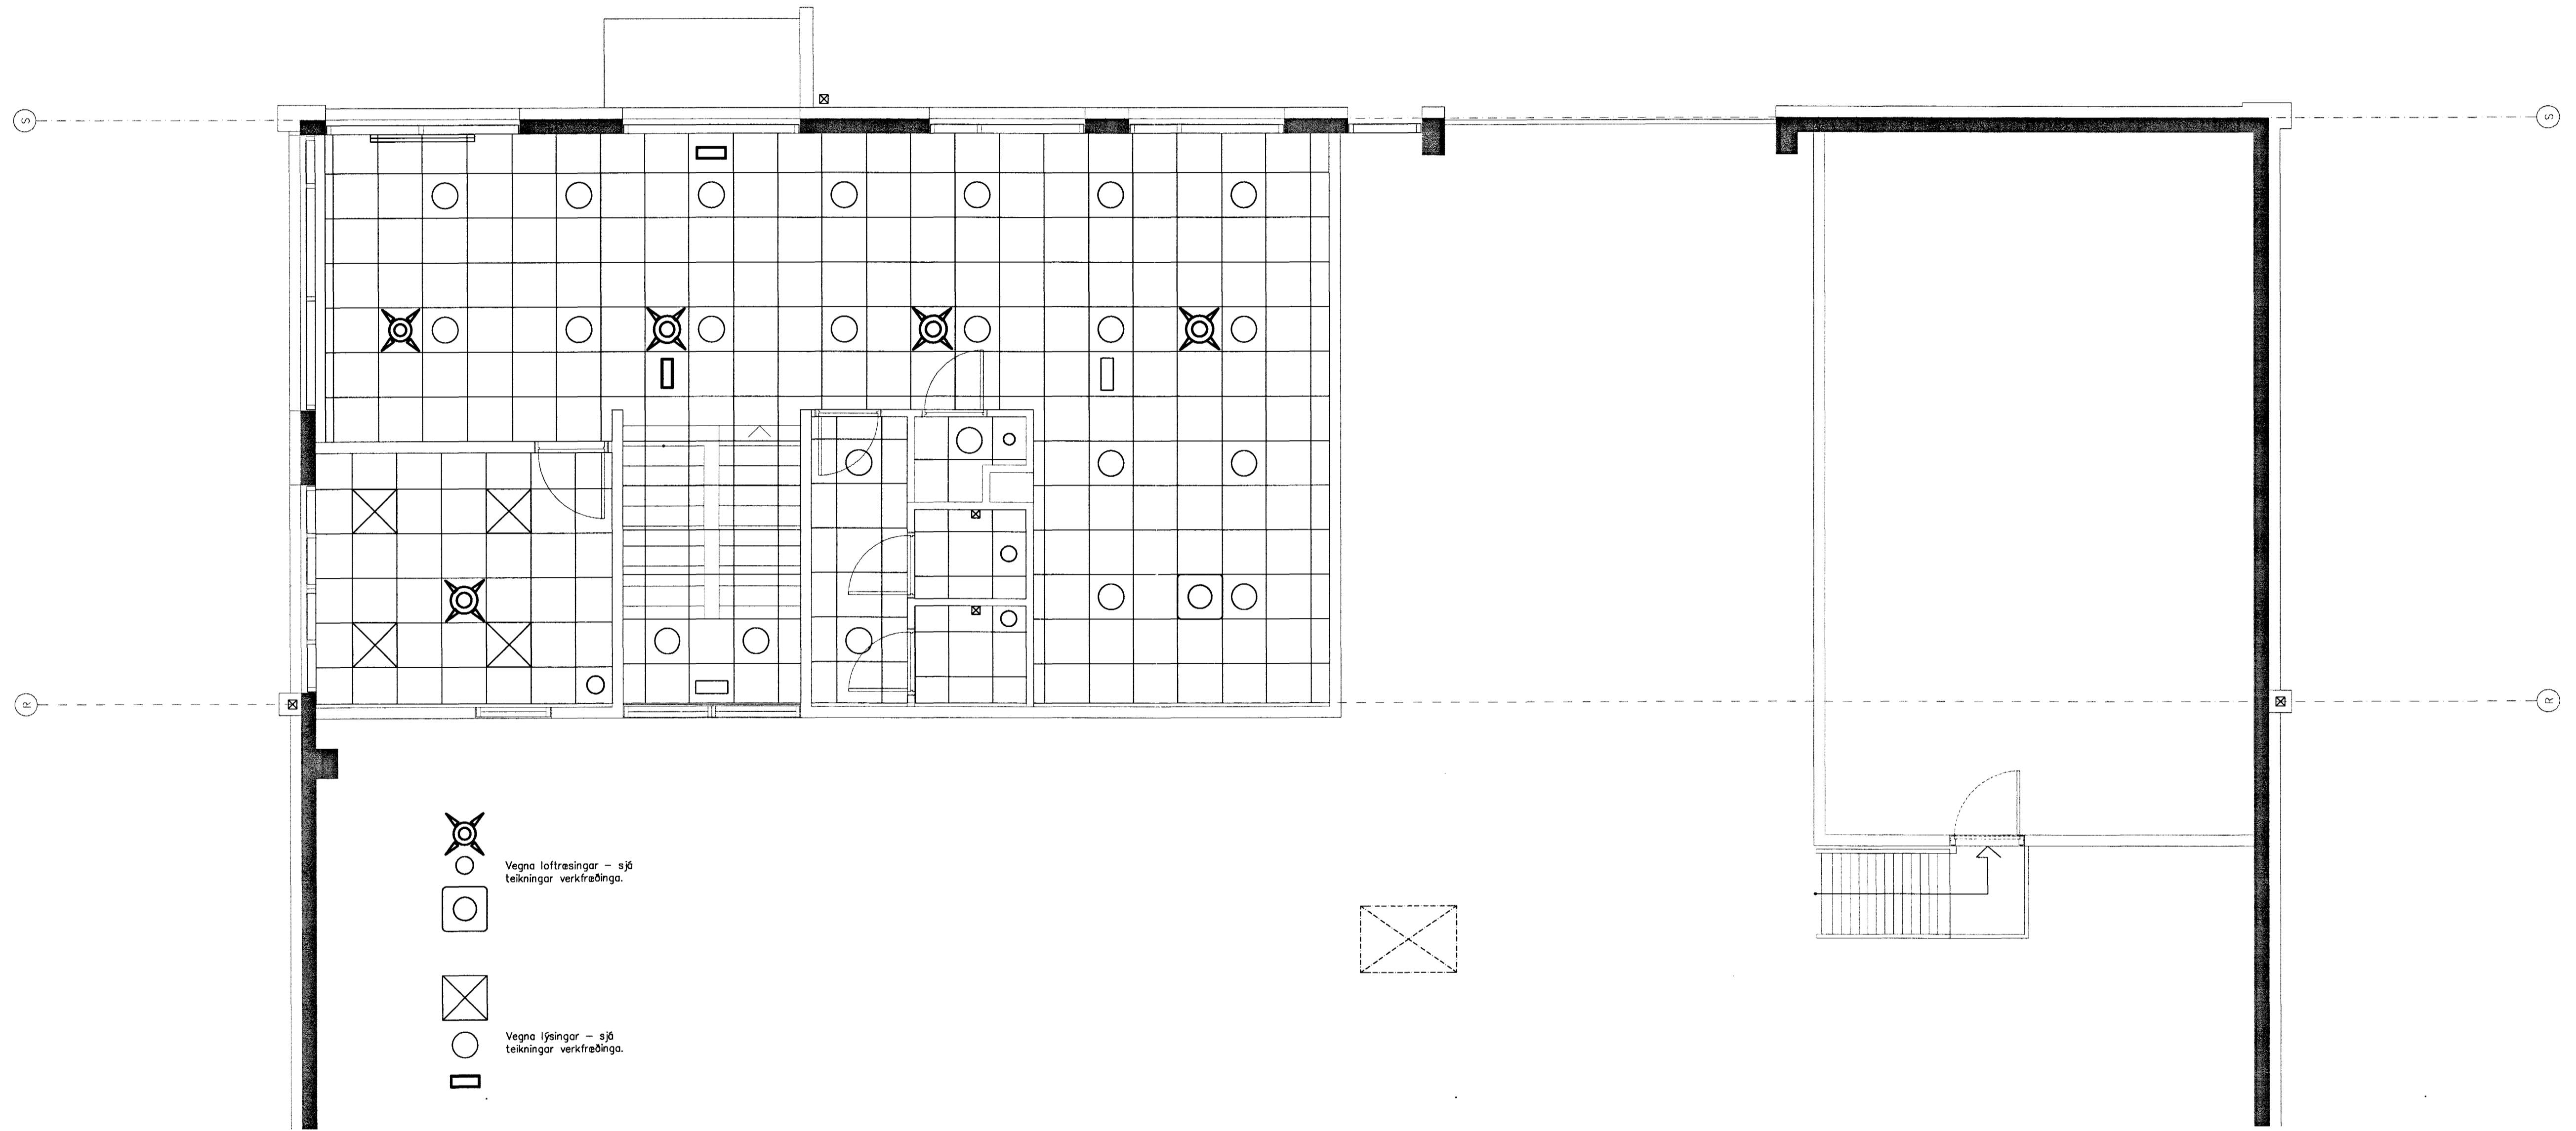 S
S
R
R
Vegna loftræsingar – sjá
teikningar verkfræðinga.
Vegna lýsingar – sjá
teikningar verkfræðinga.